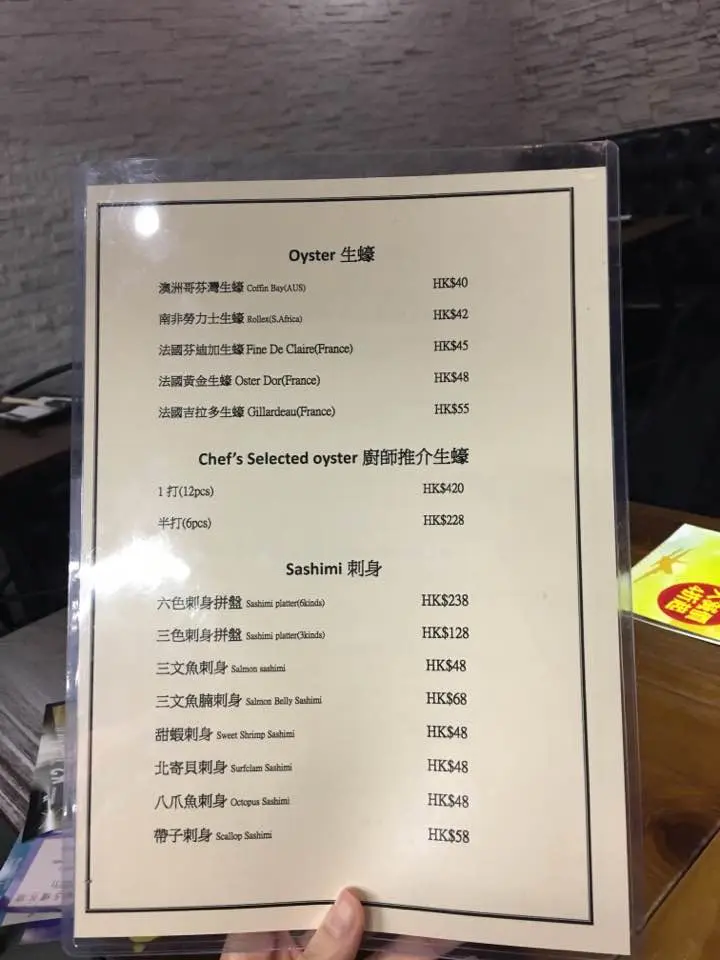 Oyster 生蠔
澳洲哥芬灣生蠔 Coffin Bay(AUS) HK$40
南非勞力士生蠔 Rollex(S.Africa) HK$42
法國芬迪加生蠔 Fine De Claire(France) HK$45
法國黃金生蠔 Oster Dor(France) HK$48
法國吉拉多生蠔 Gillardeau(France) HK$55
Chef's Selected oyster 廚師推介生蠔
1 打(12pcs) HK$420
半打(6pcs) HK$228
Sashimi 刺身
六色刺身拼盤 Sashimi platter(6kinds) HK$238
三色刺身拼盤 Sashimi platter(3kinds) HK$128
三文魚刺身 Salmon sashimi HK$48
三文魚腩刺身 Salmon Belly Sashimi HK$68
甜蝦刺身 Sweet Shrimp Sashimi HK$48
北寄貝刺身 Surfclam Sashimi HK$48
八爪魚刺身 Octopus Sashimi HK$48
帶子刺身 Scallop Sashimi HK$58